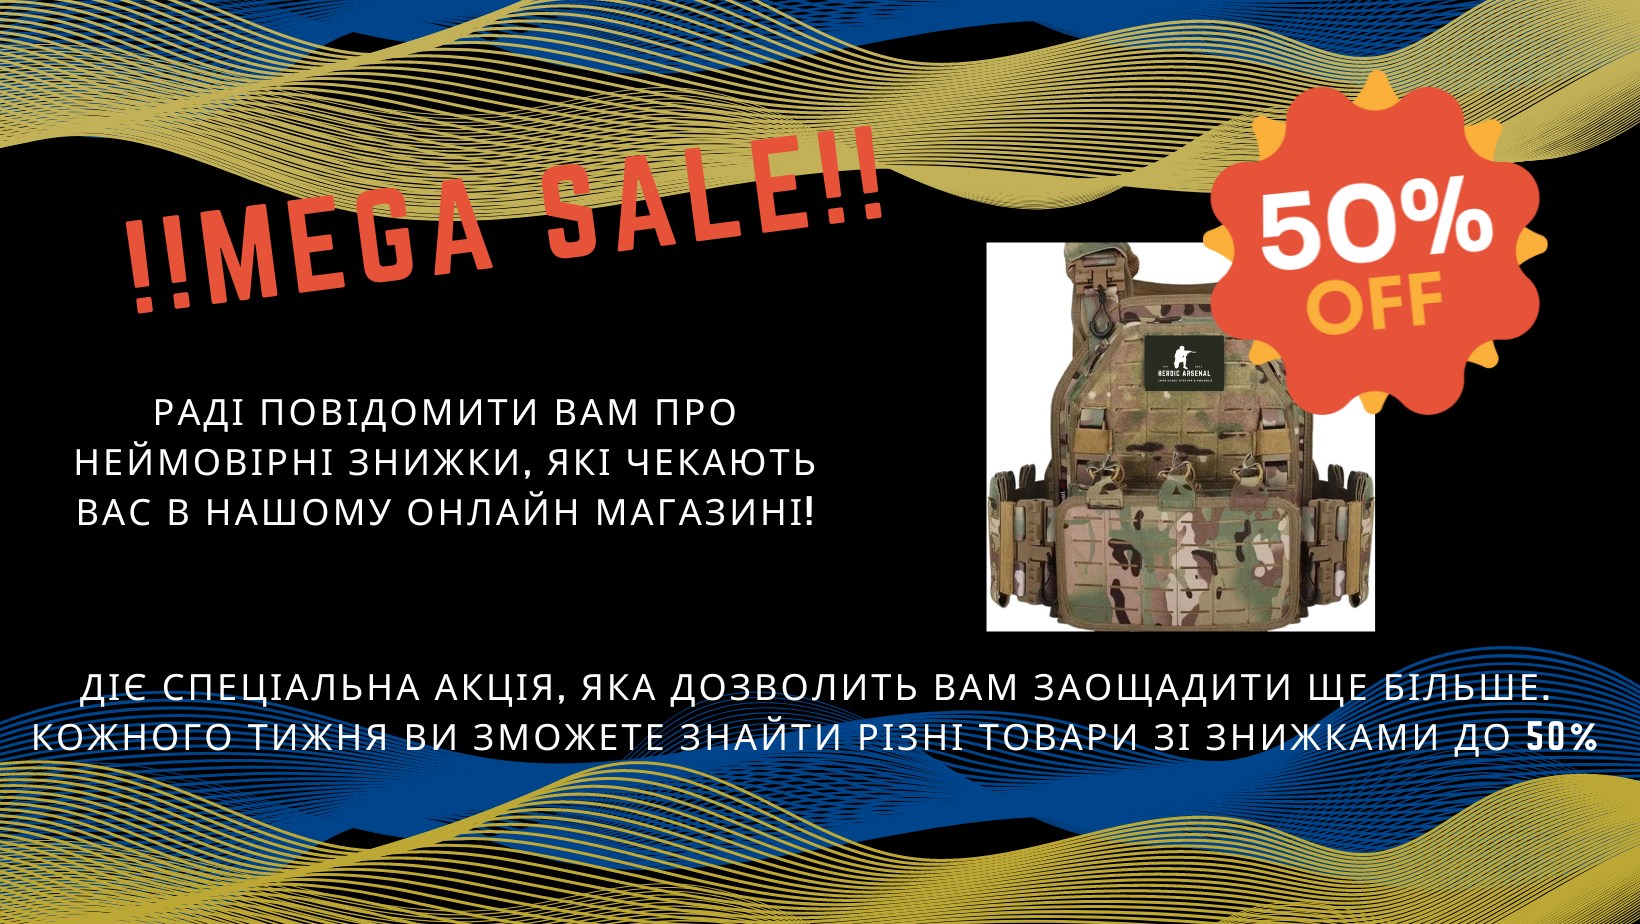 !!MEGA SALE!!
50%
OFF
HEROIC ARSENAL
РАДІ ПОВІДОМИТИ ВАМ ПРО
НЕЙМОВІРНІ ЗНИЖКИ, ЯКІ ЧЕКАЮТЬ
ВАС В НАШОМУ ОНЛАЙН МАГАЗИНІ!
ДІЄ СПЕЦІАЛЬНА АКЦІЯ, ЯКА ДОЗВОЛИТЬ ВАМ ЗАОЩАДИТИ ЩЕ БІЛЬШЕ.
КОЖНОГО ТИЖНЯ ВИ ЗМОЖЕТЕ ЗНАЙТИ РІЗНІ ТОВАРИ ЗІ ЗНИЖКАМИ ДО 50%